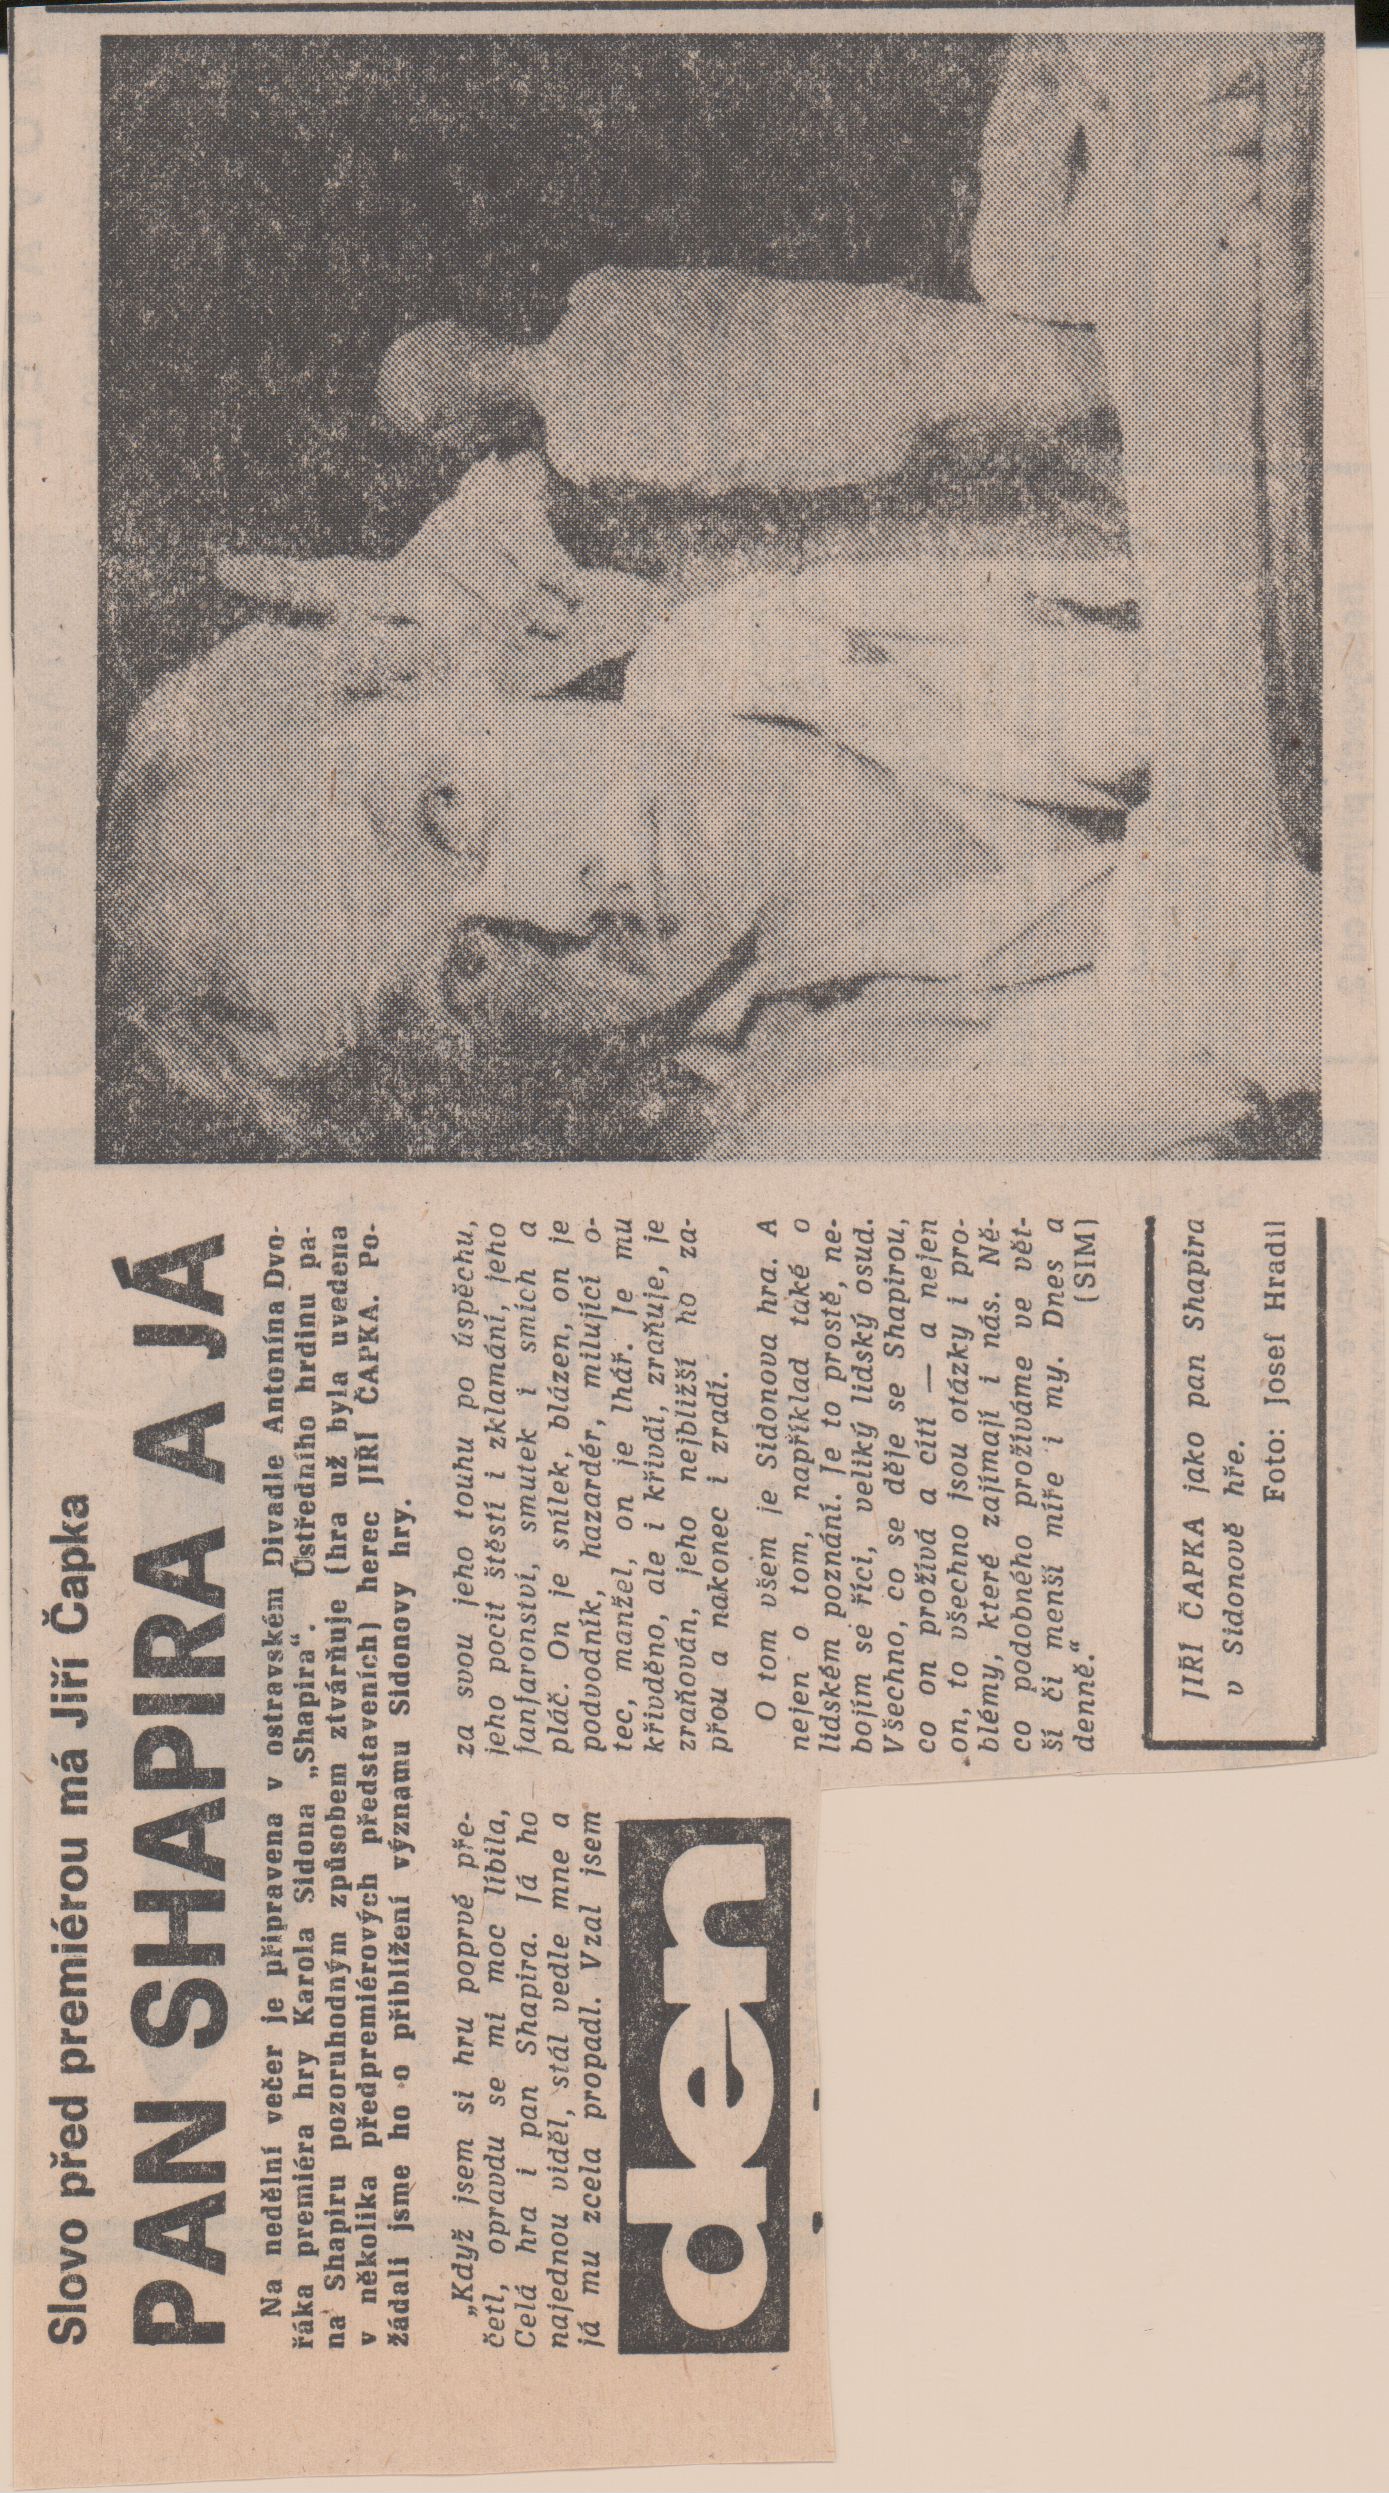 Slovo před premiérou má Jiří Čapka
PAN SHAPIRA A JÁ
Na nedělní večer je připravena v ostravském Divadle Antonína Dvo-
řáka premiéra hry Karola Sidona „Shapira“. Ústředního hrdinu pa-
na Shapiru pozoruhodným způsobem ztvárňuje (hra už byla uvedena
v několika předpremiérových představeních) herec JIŘÍ ČAPKA. Po-
žádali jsme ho o přiblížení významu Sidonovy hry.
„Když jsem si hru poprvé pře-
četl, opravdu se mi moc líbila,
Celá hra i pan Shapira. Já ho
najednou viděl, stál vedle mne a
já mu zcela propadl. Vzal jsem
den
za svou jeho touhu po úspěchu,
jeho pocit štěstí i zklamání, jeho
fanfaronství, smutek i smích a
pláč. On je snílek, blázen, on je
podvodník, hazardér, milující o-
tec, manžel, on je lhář. Je mu
křivděno, ale i křivdí, zraňuje, je
zraňován, jeho nejbližší ho za-
přou a nakonec i zradí.
O tom všem je Sidonova hra. A
nejen o tom, například také o
lidském poznání. Je to prostě, ne-
bojím se říci, veliký lidský osud.
Všechno, co se děje se Shapirou,
co on prožívá a cítí — a nejen
on, to všechno jsou otázky i pro-
blémy, které zajímají i nás. Ně-
co podobného prožíváme ve vět-
ší či menší míře i my. Dnes a
denně.“
(SIM)
JIŘÍ ČAPKA jako pan Shapira
v Sidonově hře.
Foto: Josef Hradil